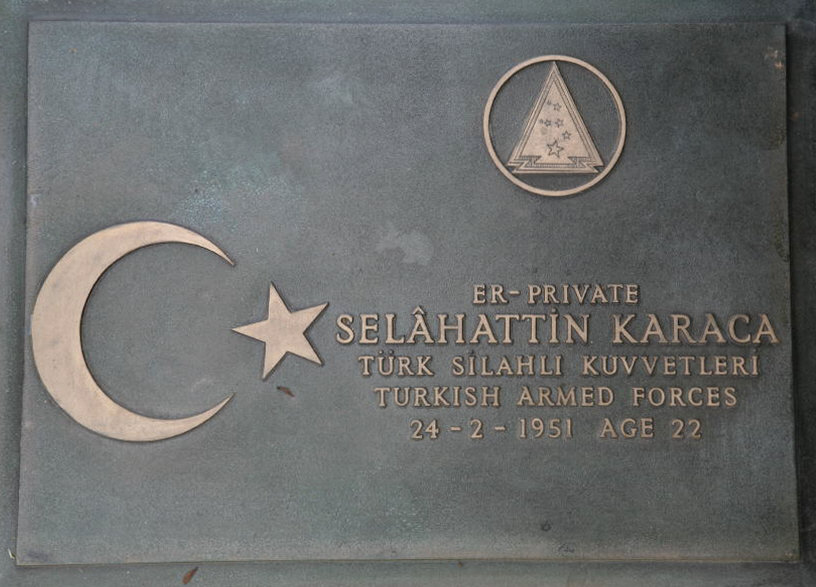 ER-PRIVATE
SELÂHATTİN KARACA
TÜRK SİLAHLI KUVVETLERİ
TURKISH ARMED FORCES
24-2-1951 AGE 22